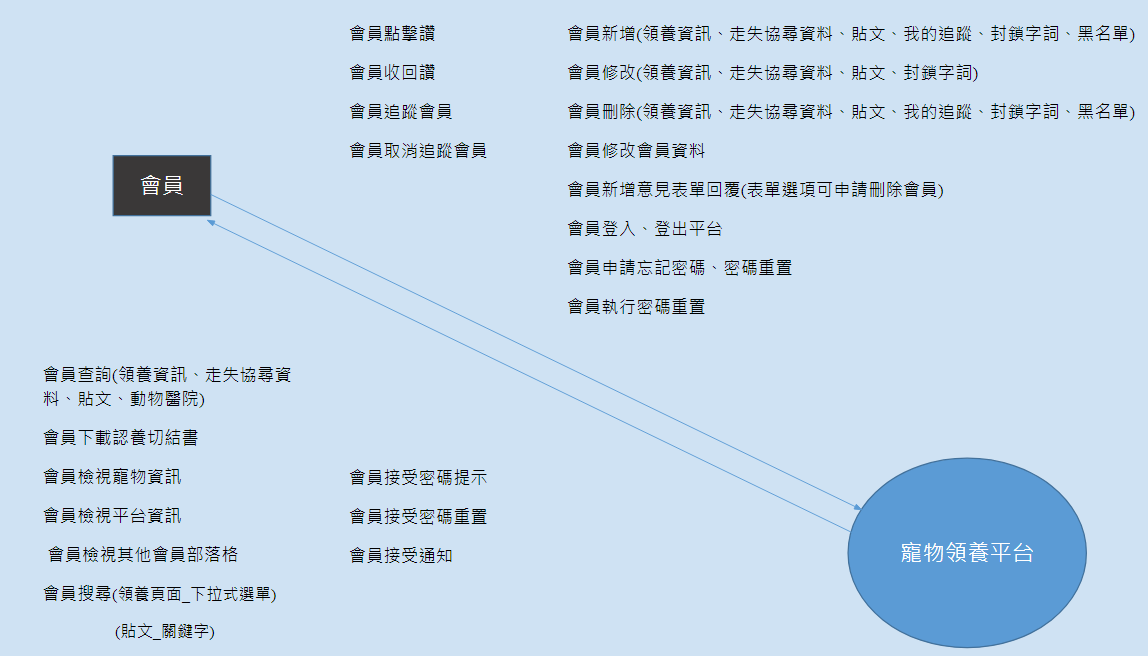 會員點擊讚
會員收回讚
會員追蹤會員
會員取消追蹤會員
會員新增(領養資訊、走失協尋資料、貼文、我的追蹤、封鎖字詞、黑名單)
會員修改(領養資訊、走失協尋資料、貼文、封鎖字詞)
會員刪除(領養資訊、走失協尋資料、貼文、我的追蹤、封鎖字詞、黑名單)
會員修改會員資料
會員新增意見表單回覆(表單選項可申請刪除會員)
會員登入、登出平台
會員申請忘記密碼、密碼重置
會員執行密碼重置
會員
會員查詢(領養資訊、走失協尋資
料、貼文、動物醫院)
會員下載認養切結書
會員檢視寵物資訊
會員檢視平台資訊
會員檢視其他會員部落格
會員搜尋(領養頁面_下拉式選單)
(貼文_關鍵字)
會員接受密碼提示
會員接受密碼重置
會員接受通知
寵物領養平台